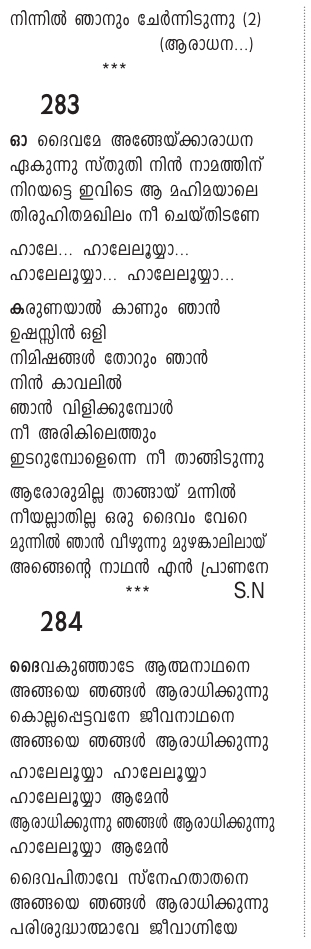 നിന്നിൽ ഞാനും ചേർന്നിടുന്നു (2)
(ആരാധന...)
***
283
ഓ ദൈവമേ അങ്ങേയ്ക്കാരാധന
ഏകുന്നു സ്തുതി നിൻ നാമത്തിന്
നിറയട്ടെ ഇവിടെ ആ മഹിമയാലെ
തിരുഹിതമഖിലം നീ ചെയ്തിടണേ
ഹാലേ... ഹാലേലൂയ്യാ...
ഹാലേലൂയ്യാ... ഹാലേലൂയ്യാ...
കരുണയാൽ കാണും ഞാൻ
ഉഷസ്സിൻ ഒളി
നിമിഷങ്ങൾ തോറും ഞാൻ
നിൻ കാവലിൽ
ഞാൻ വിളിക്കുമ്പോൾ
നീ അരികിലെത്തും
ഇടറുമ്പോളെന്നെ നീ താങ്ങിടുന്നു
ആരോരുമില്ല താങ്ങായ് മന്നിൽ
നീയല്ലാതില്ല ഒരു ദൈവം വേറെ
മുന്നിൽ ഞാൻ വീഴുന്നു മുഴങ്കാലിലായ്
അങ്ങെന്റെ നാഥൻ എൻ പ്രാണനേ
*** S.N
284
ദൈവകുഞ്ഞാടേ ആത്മനാഥനെ
അങ്ങയെ ഞങ്ങൾ ആരാധിക്കുന്നു
കൊല്ലപ്പെട്ടവനേ ജീവനാഥനെ
അങ്ങയെ ഞങ്ങൾ ആരാധിക്കുന്നു
ഹാലേലൂയ്യാ ഹാലേലൂയ്യാ
ഹാലേലൂയ്യാ ആമേൻ
ആരാധിക്കുന്നു ഞങ്ങൾ ആരാധിക്കുന്നു
ഹാലേലൂയ്യാ ആമേൻ
ദൈവപിതാവേ സ്നേഹതാതനെ
അങ്ങയെ ഞങ്ങൾ ആരാധിക്കുന്നു
പരിശുദ്ധാത്മാവേ ജീവാഗ്നിയേ